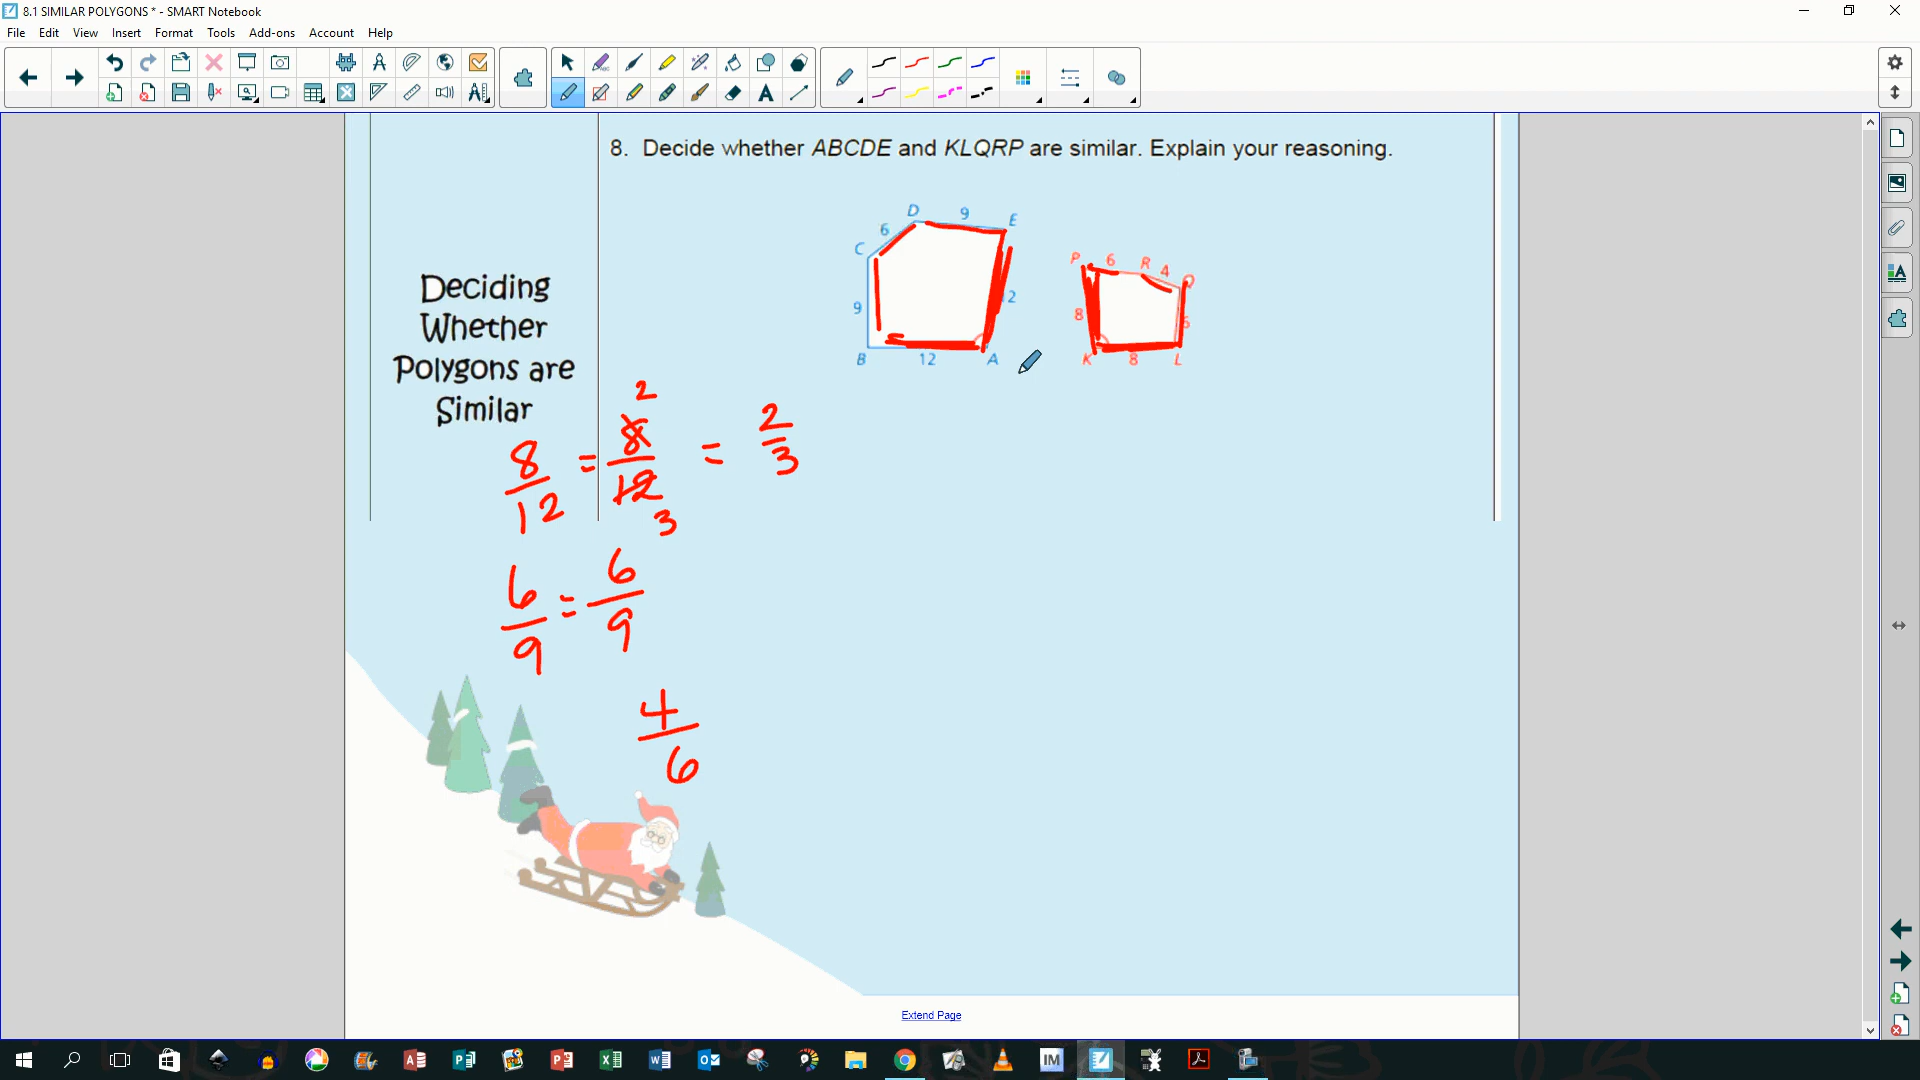 8.1 SIMILAR POLYGONS * - SMART Notebook
File Edit View Insert Format Tools Add-ons Account Help
8. Decide whether ABCDE and KLQRP are similar. Explain your reasoning.
D 9 E
6
C
9
2
B 12 A
P 6 R 4 Q
8
6
K 8 L
Deciding
Whether
Polygons are
Similar
2
8/12 = 8/12 = 2/3
3
6/9 = 6/9
4/6
Extend Page
IM